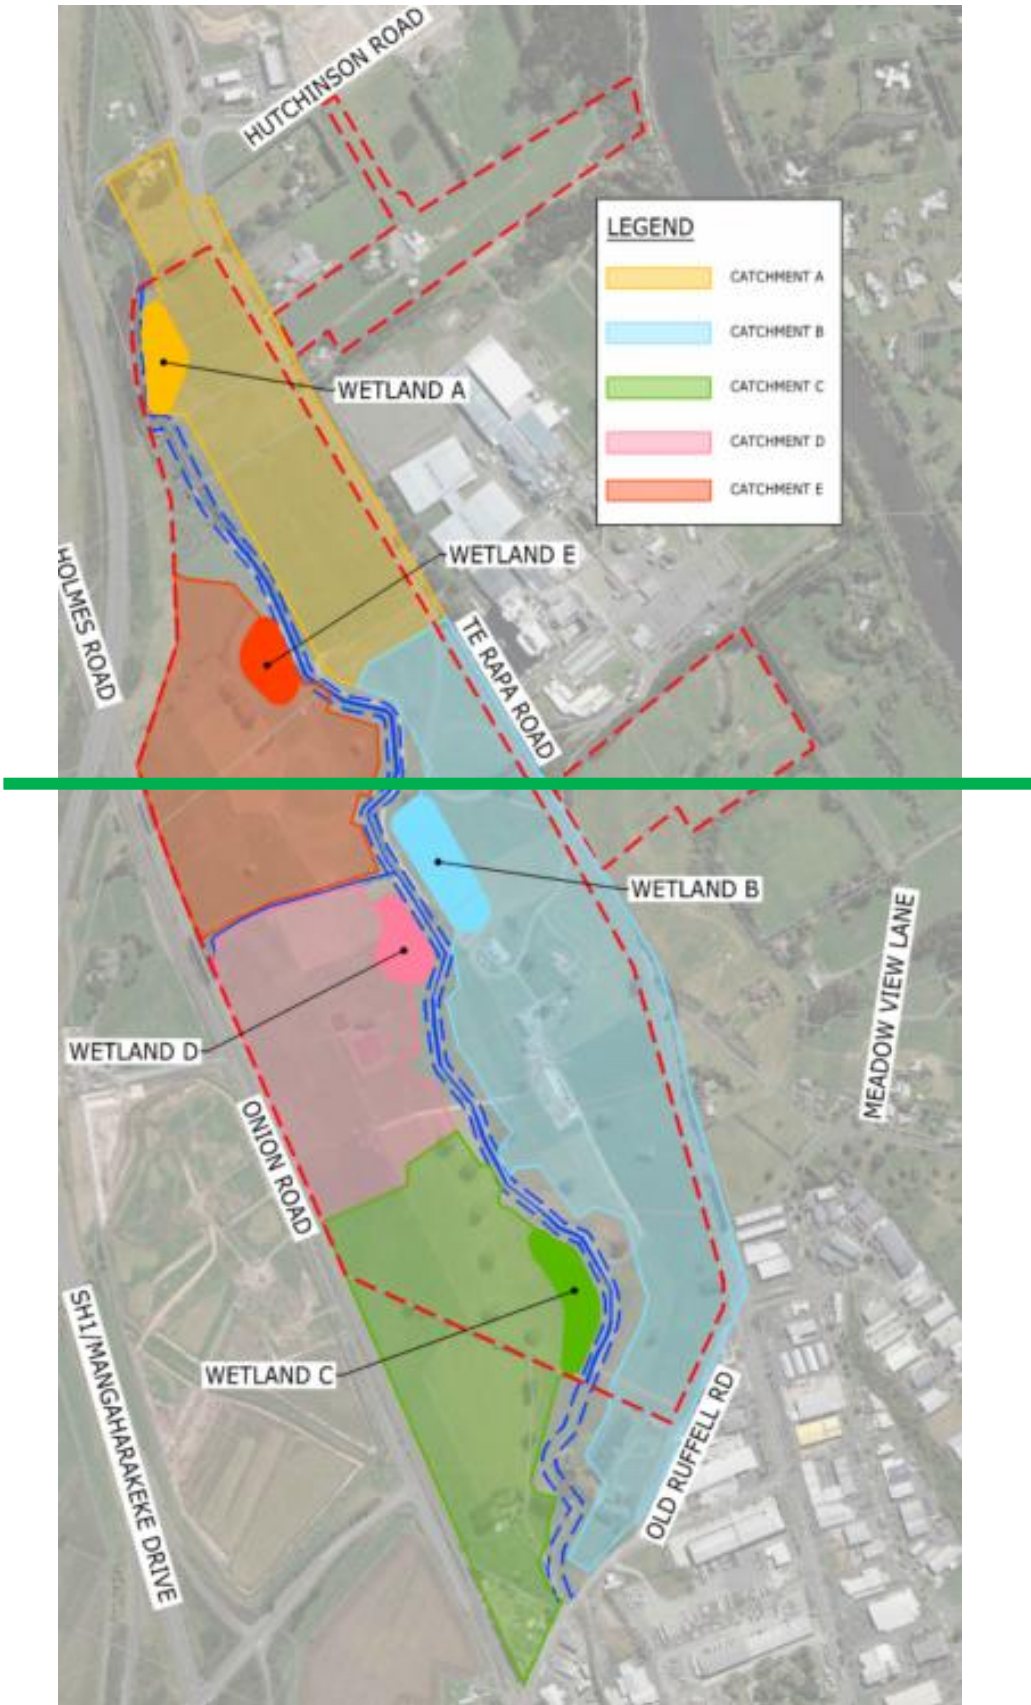 HUTCHINSON ROAD
LEGEND
CATCHMENT A
CATCHMENT B
CATCHMENT C
CATCHMENT D
CATCHMENT E
WETLAND A
WETLAND E
HOLMES ROAD
TE RAPA ROAD
WETLAND B
MEADOW VIEW LANE
WETLAND D
ONION ROAD
SH1/MANGAHARAKEKE DRIVE
WETLAND C
OLD RUFFELL RD